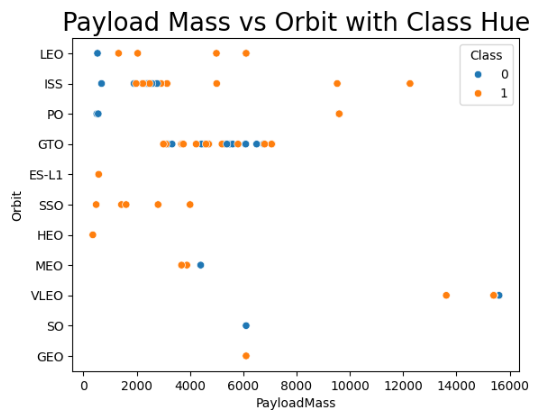 Payload Mass vs Orbit with Class Hue
Class
0
1
Orbit
LEO
ISS
PO
GTO
ES-L1
SSO
HEO
MEO
VLEO
SO
GEO
0 2000 4000 6000 8000 10000 12000 14000 16000
PayloadMass